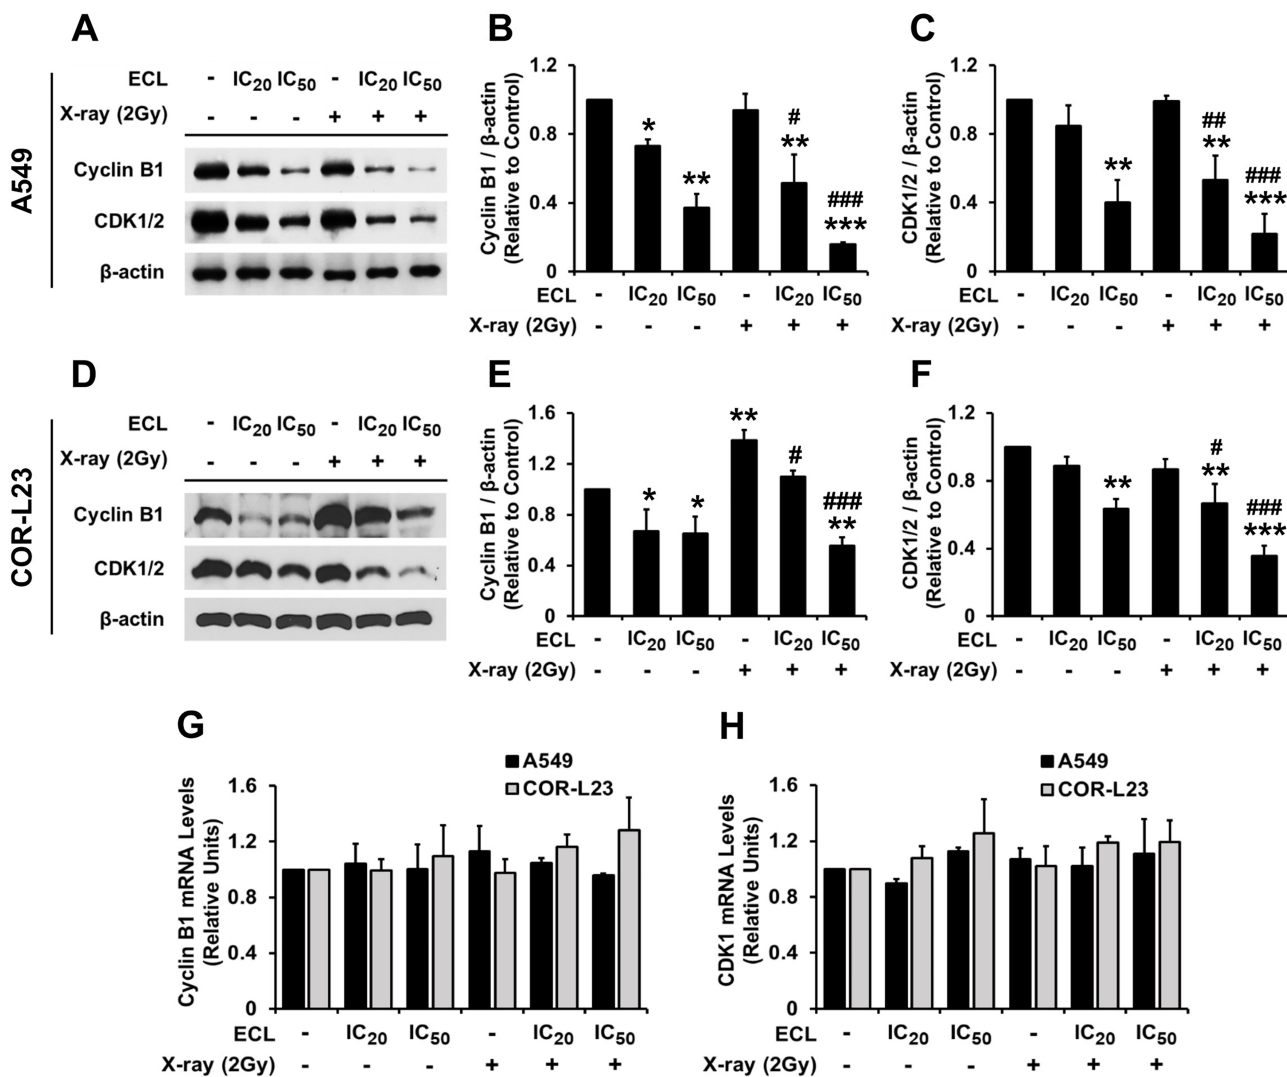 A
A549
ECL - IC20 IC50 - IC20 IC50
X-ray (2Gy) - - - + + +
Cyclin B1
CDK1/2
β-actin
B
Cyclin B1 / β-actin
(Relative to Control)
1.2
0.8
0.4
0
* ** # ** ### ***
ECL - IC20 IC50 - IC20 IC50
X-ray (2Gy) - - - + + +
C
CDK1/2 / β-actin
(Relative to Control)
1.2
0.8
0.4
0
** ## ** ### ***
ECL - IC20 IC50 - IC20 IC50
X-ray (2Gy) - - - + + +
D
COR-L23
ECL - IC20 IC50 - IC20 IC50
X-ray (2Gy) - - - + + +
Cyclin B1
CDK1/2
β-actin
E
Cyclin B1 / β-actin
(Relative to Control)
1.6
1.2
0.8
0.4
0
* * ** # ### **
ECL - IC20 IC50 - IC20 IC50
X-ray (2Gy) - - - + + +
F
CDK1/2 / β-actin
(Relative to Control)
1.2
0.8
0.4
0
** # ** ### ***
ECL - IC20 IC50 - IC20 IC50
X-ray (2Gy) - - - + + +
G
Cyclin B1 mRNA Levels
(Relative Units)
A549
COR-L23
1.6
1.2
0.8
0.4
0
ECL - IC20 IC50 - IC20 IC50
X-ray (2Gy) - - - + + +
H
CDK1 mRNA Levels
(Relative Units)
A549
COR-L23
1.6
1.2
0.8
0.4
0
ECL - IC20 IC50 - IC20 IC50
X-ray (2Gy) - - - + + +